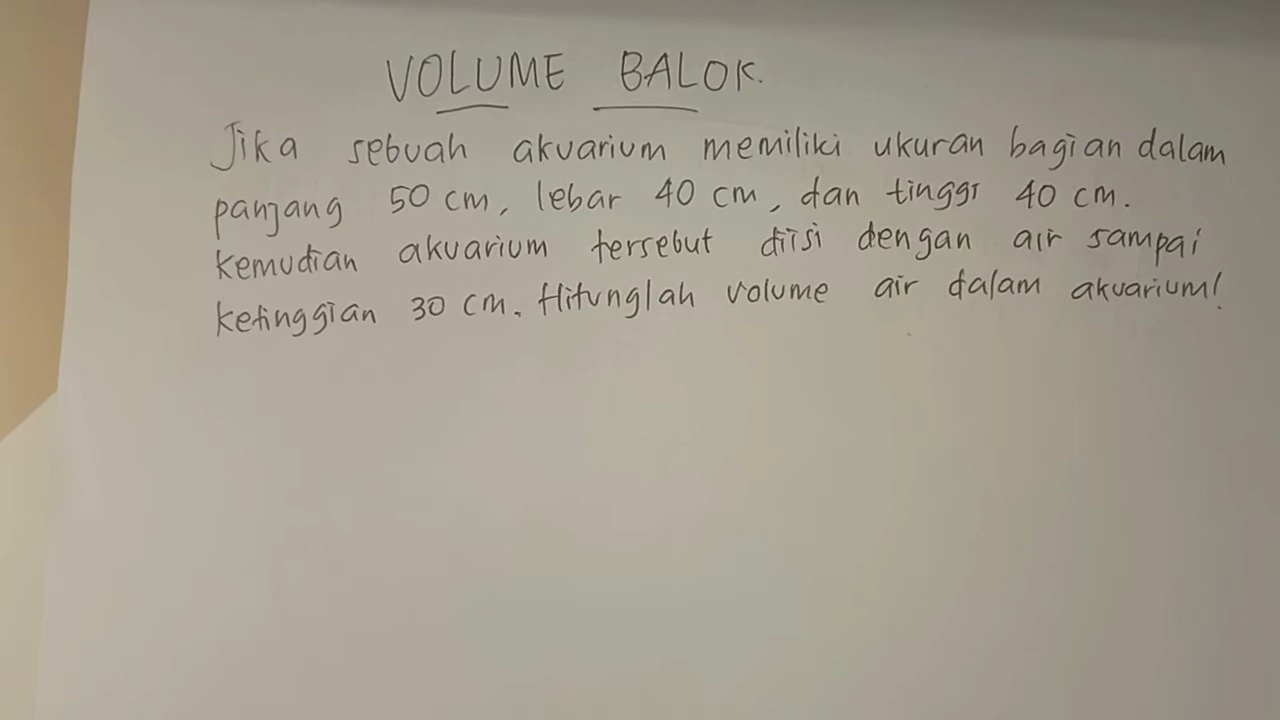 VOLUME BALOK.
Jika sebuah akuarium memiliki ukuran bagian dalam
panjang 50 cm, lebar 40 cm, dan tinggi 40 cm.
kemudian akuarium tersebut diisi dengan air sampai
ketinggian 30 cm. Hitunglah volume air dalam akuarium!